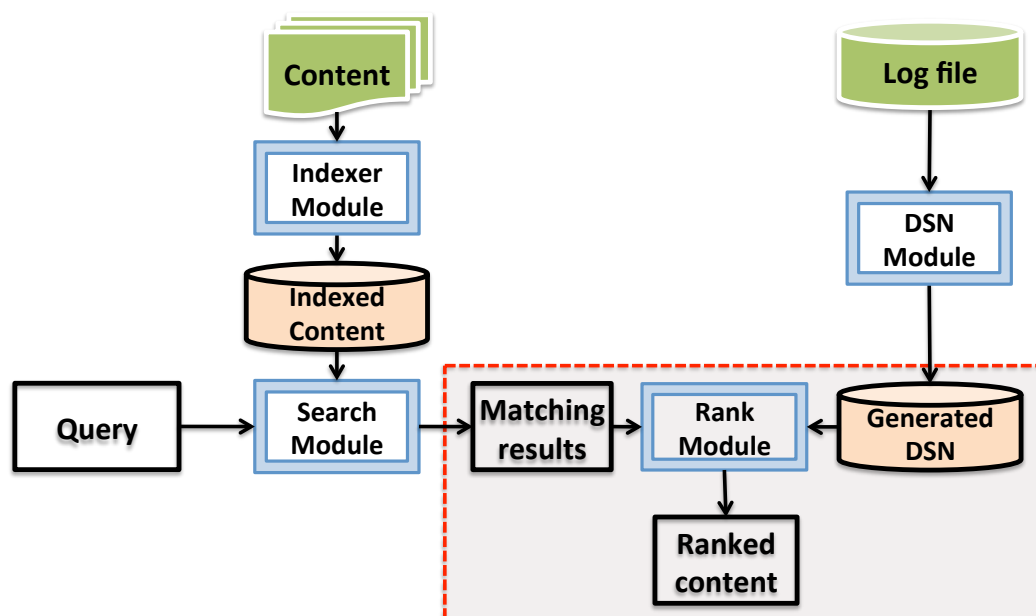 Content
Log file
Indexer
Module
DSN
Module
Indexed
Content
Query
Search
Module
Matching
results
Rank
Module
Generated
DSN
Ranked
content